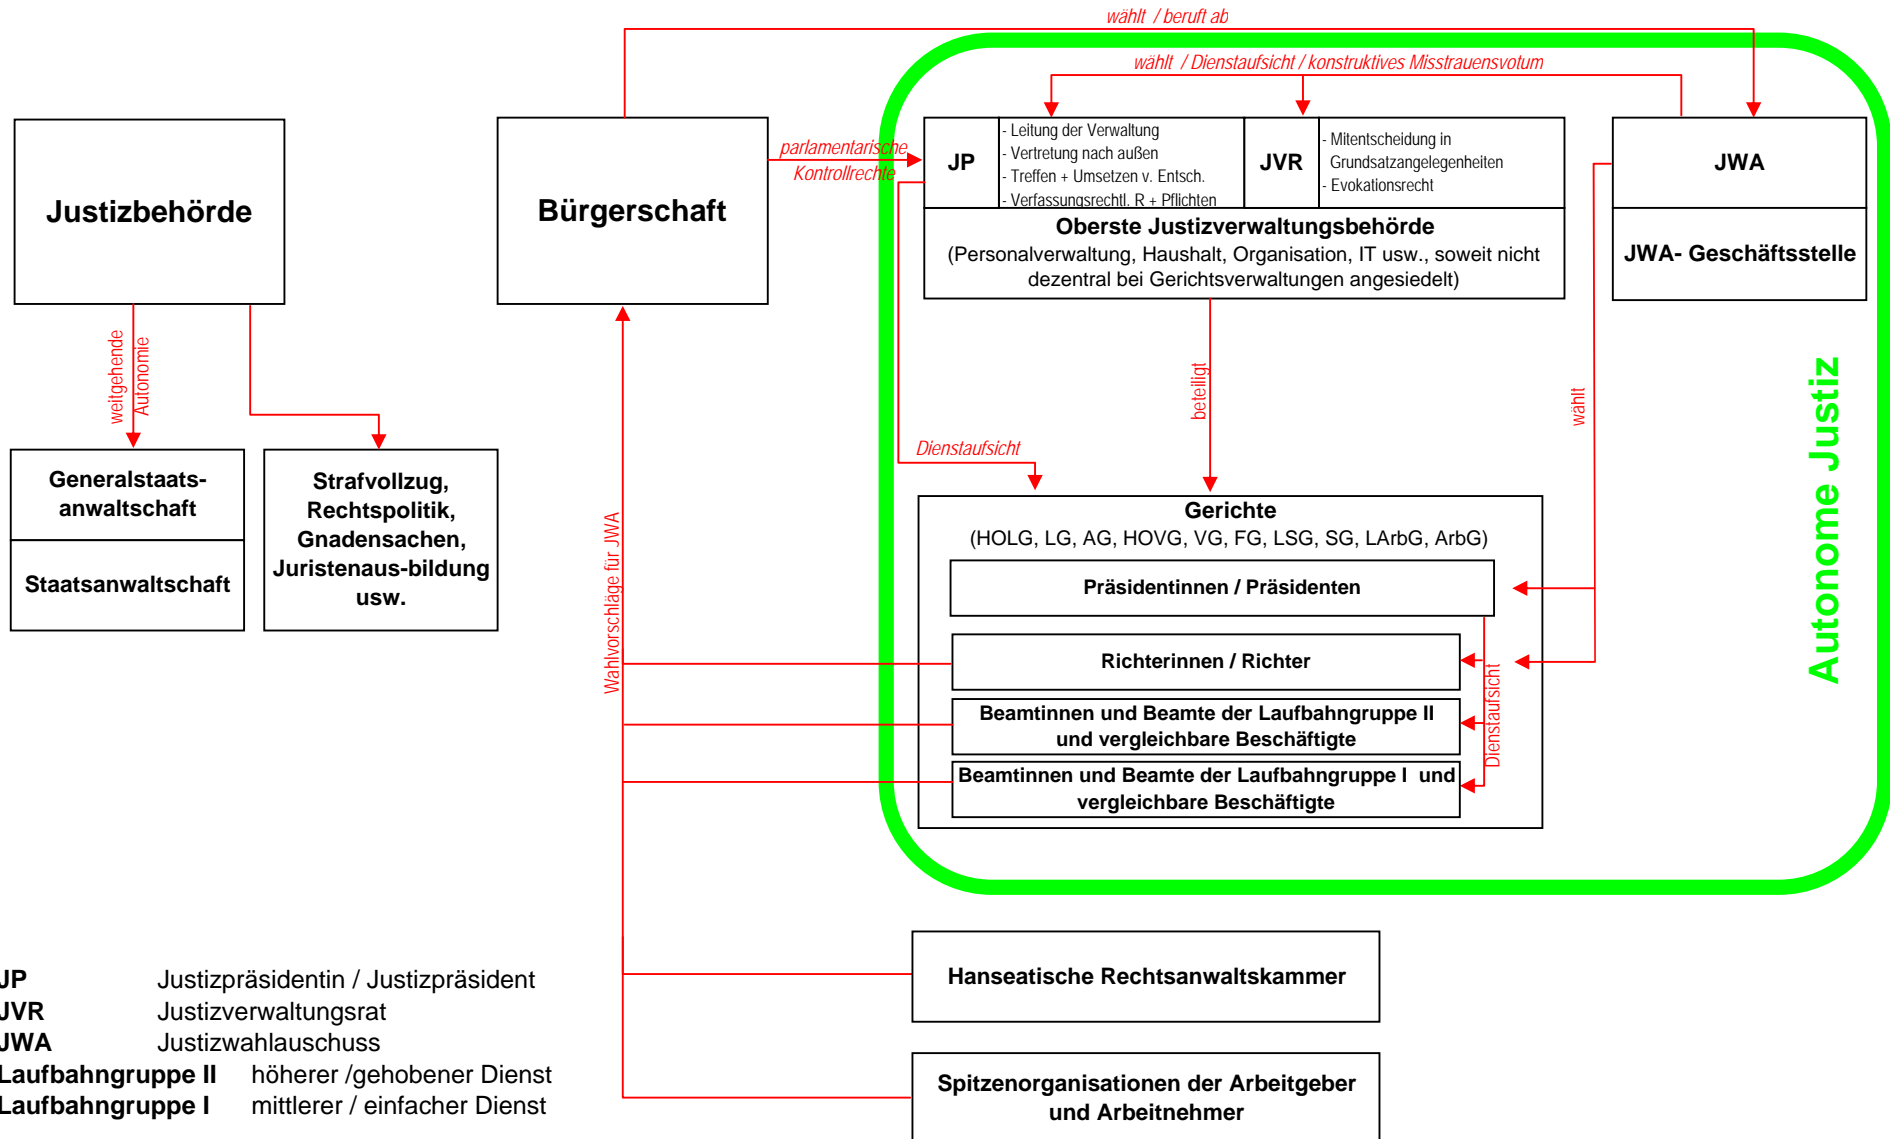 wählt / beruft ab
wählt / Dienstaufsicht / konstruktives Misstrauensvotum
Justizbehörde
Bürgerschaft
parlamentarische
Kontrollrechte
JP
- Leitung der Verwaltung
- Vertretung nach außen
- Treffen + Umsetzen v. Entsch.
- Verfassungsrechtl. R + Pflichten
JVR
- Mitentscheidung in
Grundsatzangelegenheiten
- Evokationsrecht
Oberste Justizverwaltungsbehörde
(Personalverwaltung, Haushalt, Organisation, IT usw., soweit nicht
dezentral bei Gerichtsverwaltungen angesiedelt)
JWA
JWA- Geschäftsstelle
weitgehende
Autonomie
beteiligt
wählt
Autonome Justiz
Dienstaufsicht
Generalstaats-
anwaltschaft
Staatsanwaltschaft
Strafvollzug,
Rechtspolitik,
Gnadensachen,
Juristenaus-bildung
usw.
Wahlvorschläge für JWA
Gerichte
(HOLG, LG, AG, HOVG, VG, FG, LSG, SG, LArbG, ArbG)
Präsidentinnen / Präsidenten
Richterinnen / Richter
Beamtinnen und Beamte der Laufbahngruppe II
und vergleichbare Beschäftigte
Beamtinnen und Beamte der Laufbahngruppe I und
vergleichbare Beschäftigte
Dienstaufsicht
Hanseatische Rechtsanwaltskammer
Spitzenorganisationen der Arbeitgeber
und Arbeitnehmer
JP Justizpräsidentin / Justizpräsident
JVR Justizverwaltungsrat
JWA Justizwahlauschuss
Laufbahngruppe II höherer /gehobener Dienst
Laufbahngruppe I mittlerer / einfacher Dienst